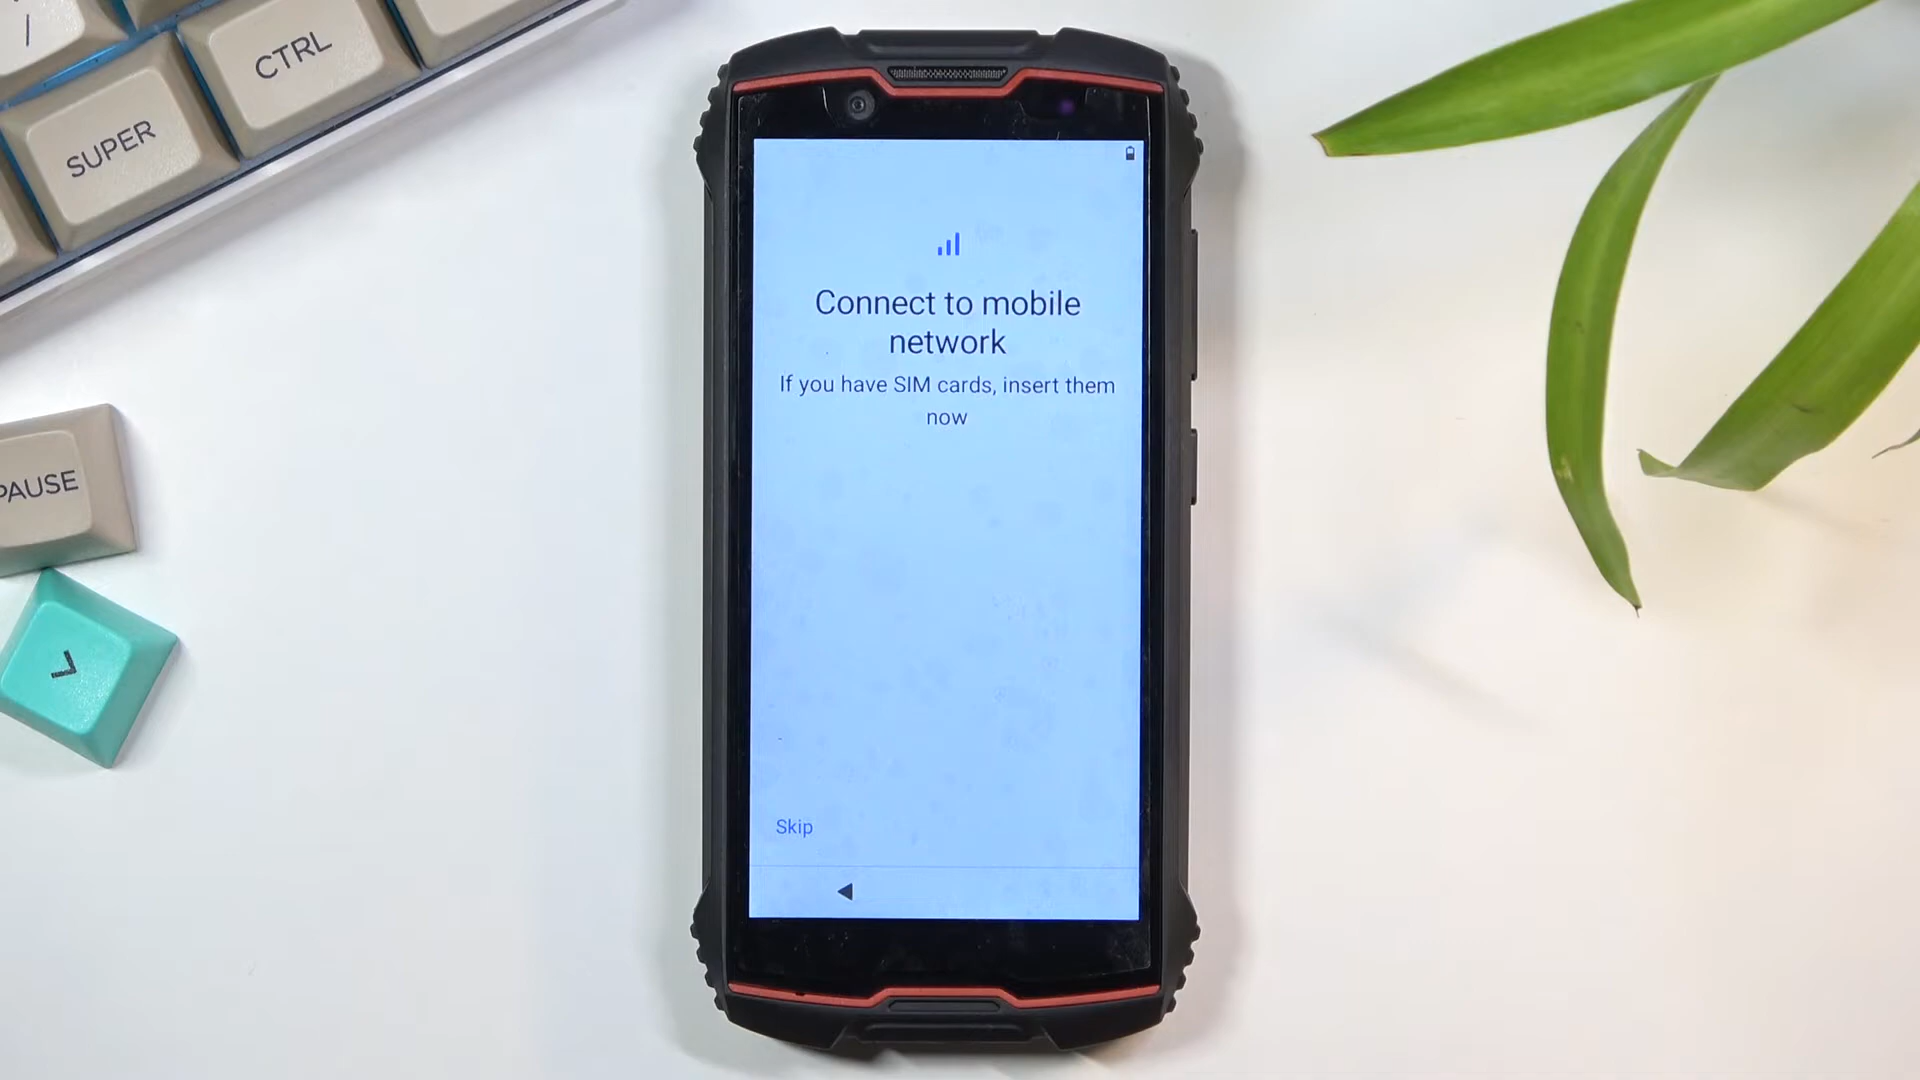 /
CTRL
SUPER
Connect to mobile
network
If you have SIM cards, insert them
now
PAUSE
Skip